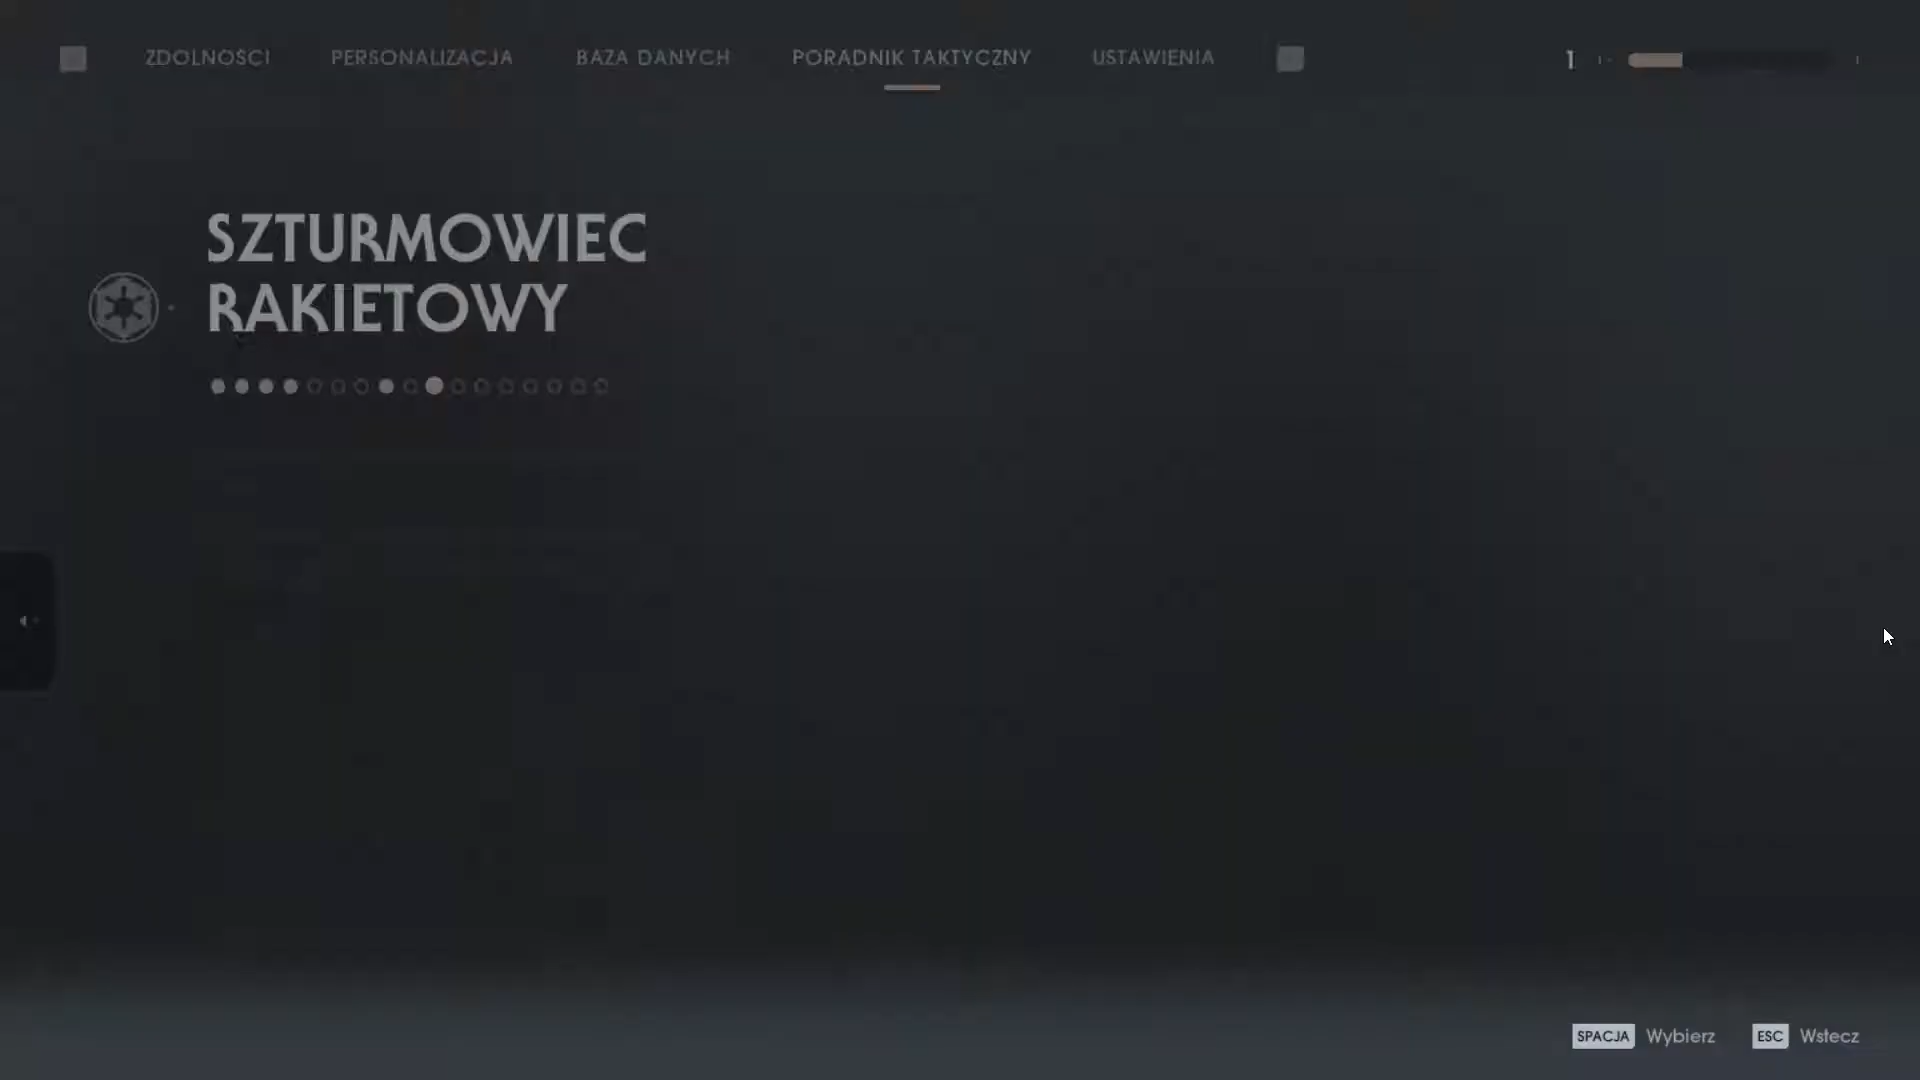 ZDOLNOŚCI PERSONALIZACJA BAZA DANYCH PORADNIK TAKTYCZNY USTAWIENIA 1
SZTURMOWIEC
RAKIETOWY
SPACJA Wybierz ESC Wstecz